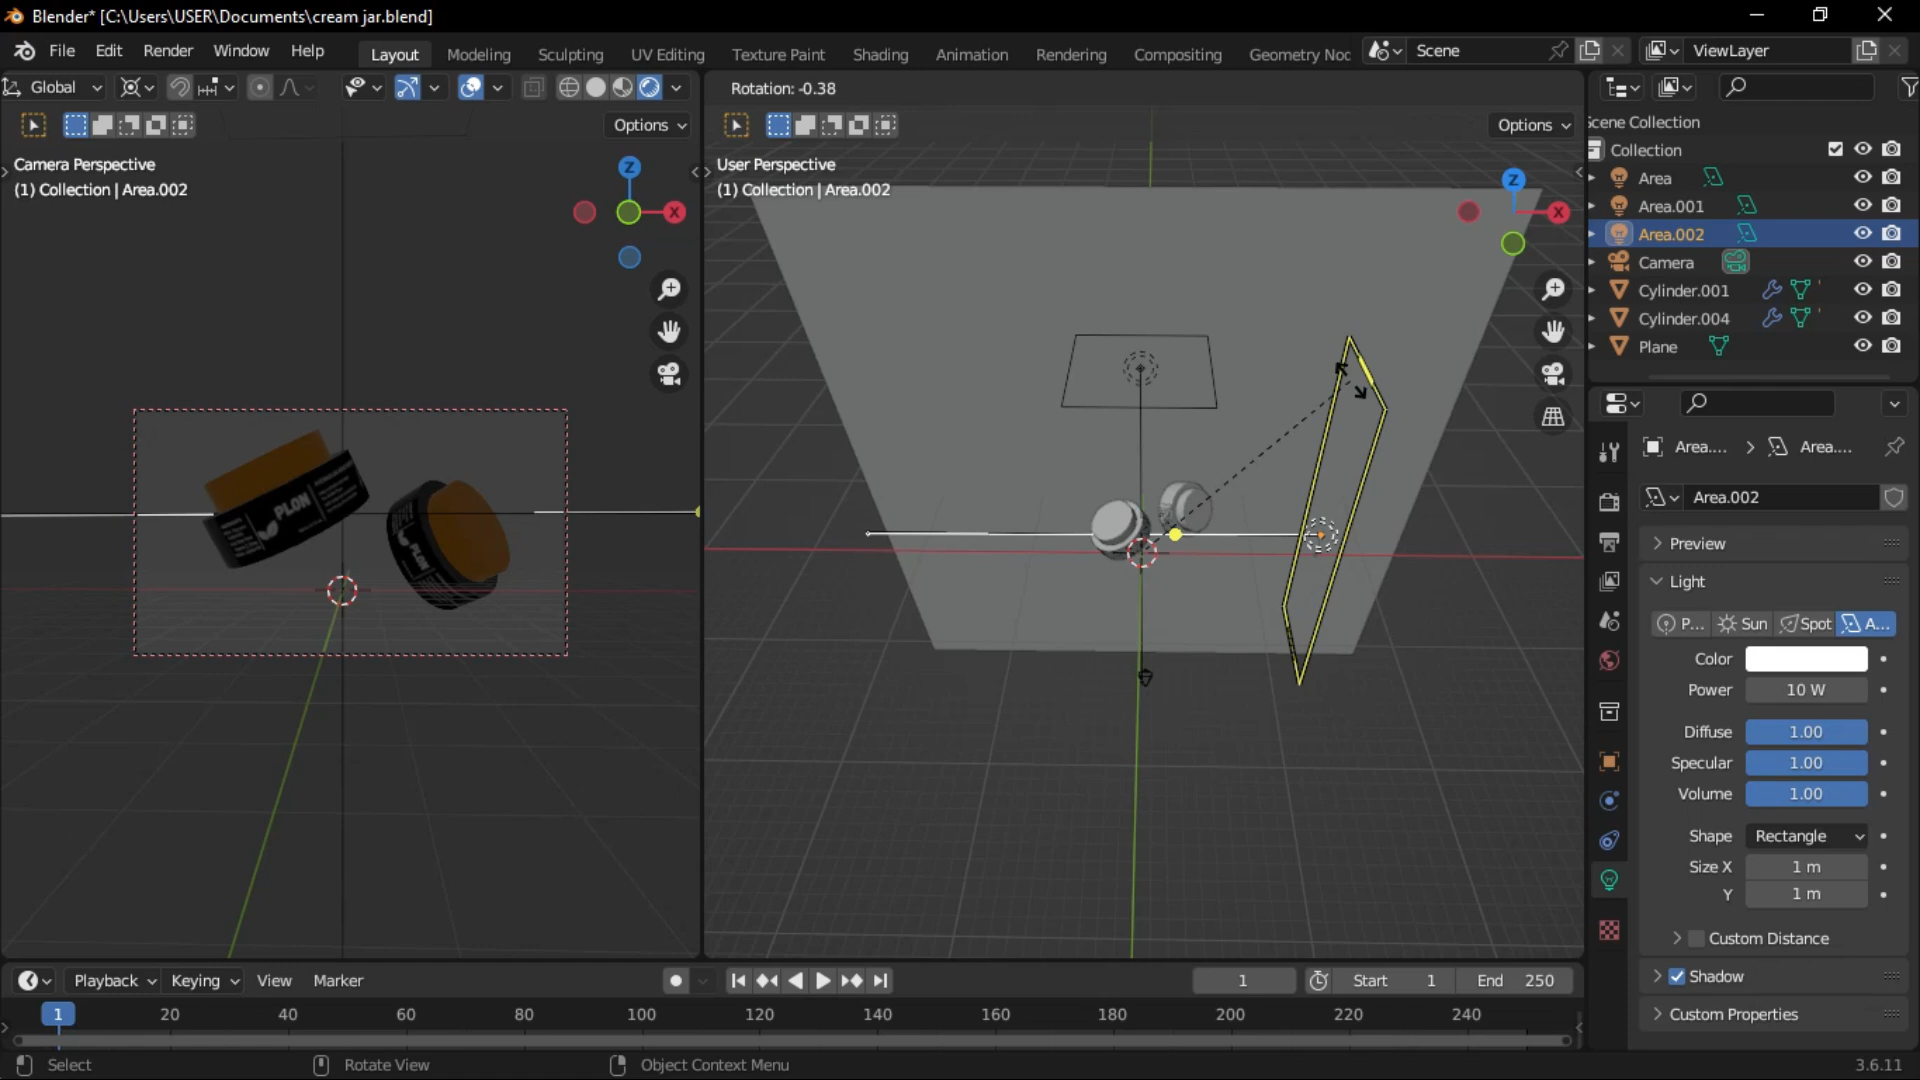 Blender* [C:\Users\USER\Documents\cream jar.blend]
File Edit Render Window Help Layout Modeling Sculpting UV Editing Texture Paint Shading Animation Rendering Compositing Geometry Noc Scene ViewLayer
Global
Rotation: -0.38
Options
Options
Camera Perspective
(1) Collection | Area.002
Z
X
User Perspective
(1) Collection | Area.002
Z
X
Scene Collection
Collection
Area
Area.001
Area.002
Camera
Cylinder.001
Cylinder.004
Plane
PLON
PLON
Area.... Area....
Area.002
Preview
Light
P... Sun Spot A...
Color
Power 10 W
Diffuse 1.00
Specular 1.00
Volume 1.00
Shape Rectangle
Size X 1 m
Y 1 m
Custom Distance
Shadow
Custom Properties
Playback Keying View Marker 1 Start 1 End 250
1 20 40 60 80 100 120 140 160 180 200 220 240
Select Rotate View Object Context Menu 3.6.11